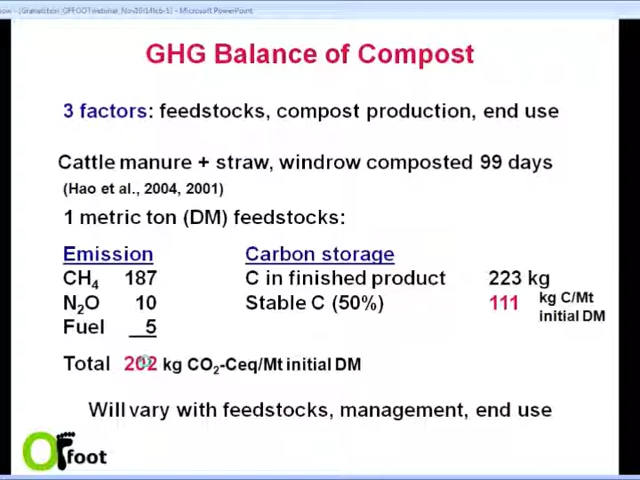 GHG Balance of Compost
3 factors: feedstocks, compost production, end use
Cattle manure + straw, windrow composted 99 days
(Hao et al., 2004, 2001)
1 metric ton (DM) feedstocks:
Emission Carbon storage
CH4 187 C in finished product 223 kg
N2O 10 Stable C (50%) 111 kg C/Mt initial DM
Fuel 5
Total 202 kg CO2-Ceq/Mt initial DM
Will vary with feedstocks, management, end use
OFfoot